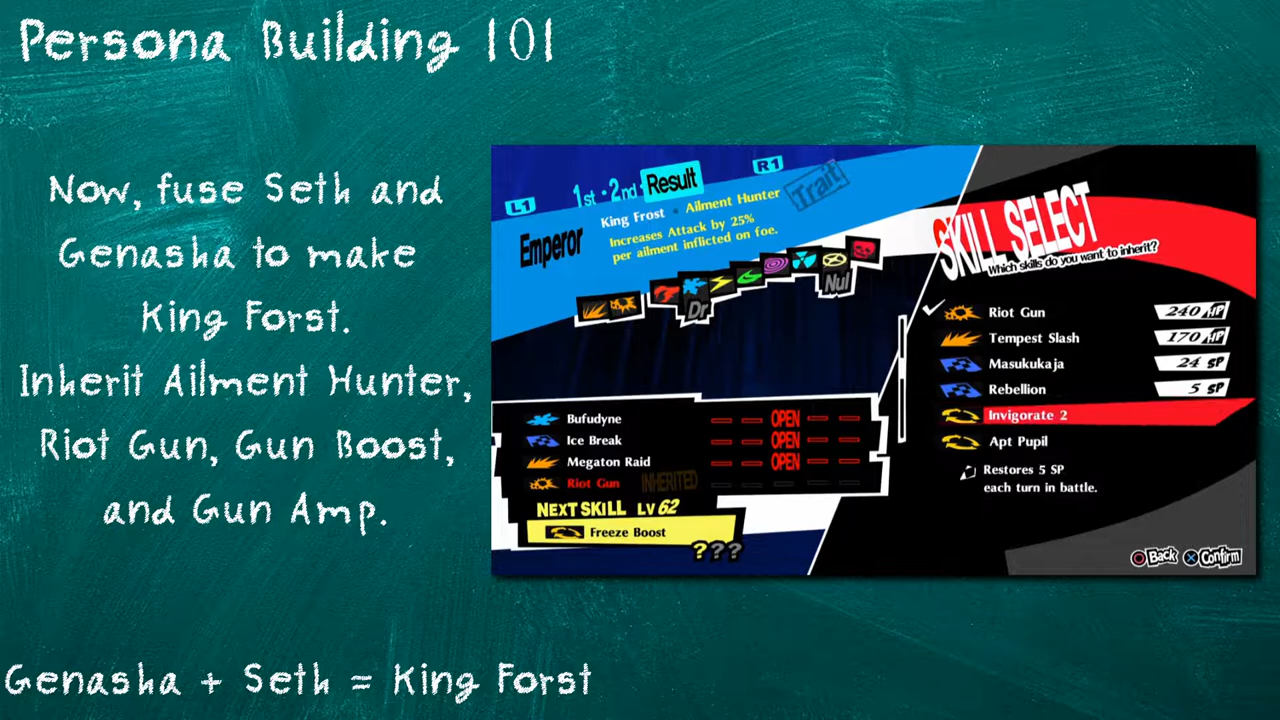 Persona Building 101
Now, fuse Seth and
Genasha to make
King Forst.
Inherit Ailment Hunter,
Riot Gun, Gun Boost,
and Gun Amp.
L1
1st · 2nd · Result
R1
Trait
Emperor
King Frost · Ailment Hunter
Increases Attack by 25%
per ailment inflicted on foe.
Dr
Nul
Bufudyne OPEN
Ice Break OPEN
Megaton Raid OPEN
Riot Gun INHERITED
NEXT SKILL LV 62
Freeze Boost
???
SKILL SELECT
Which skills do you want to inherit?
Riot Gun 240 HP
Tempest Slash 170 HP
Masukukaja 24 SP
Rebellion 5 SP
Invigorate 2
Apt Pupil
Restores 5 SP
each turn in battle.
Back Confirm
Genasha + Seth = King Forst